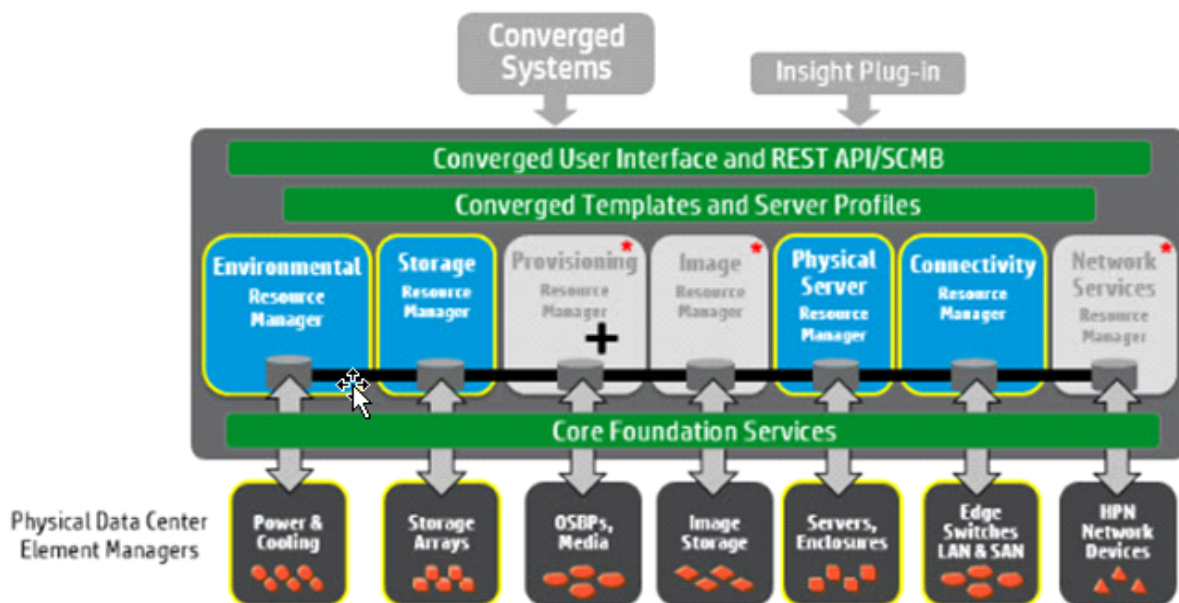 Converged
Systems
Insight Plug-in
Converged User Interface and REST API/SCMB
Converged Templates and Server Profiles
Environmental
Resource
Manager
Storage
Resource
Manager
Provisioning *
Resource
Manager
+
Image *
Resource
Manager
Physical
Server
Resource
Manager
Connectivity
Resource
Manager
Network *
Services
Resource
Manager
Core Foundation Services
Physical Data Center
Element Managers
Power &
Cooling
Storage
Arrays
OSBPs,
Media
Image
Storage
Servers,
Enclosures
Edge
Switches
LAN & SAN
HPN
Network
Devices